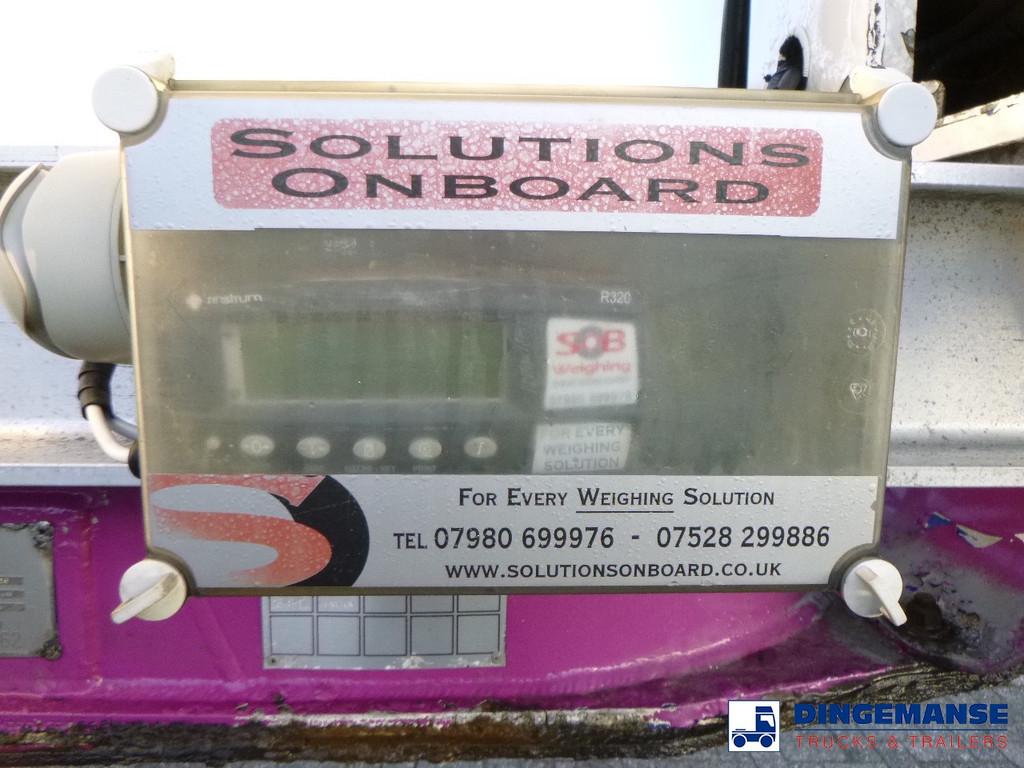 SOLUTIONS
ONBOARD
rinstrum
R320
SOB
Weighing
FOR EVERY
WEIGHING
SOLUTION
FOR EVERY WEIGHING SOLUTION
TEL 07980 699976 - 07528 299886
WWW.SOLUTIONSONBOARD.CO.UK
DINGEMANSE
TRUCKS & TRAILERS